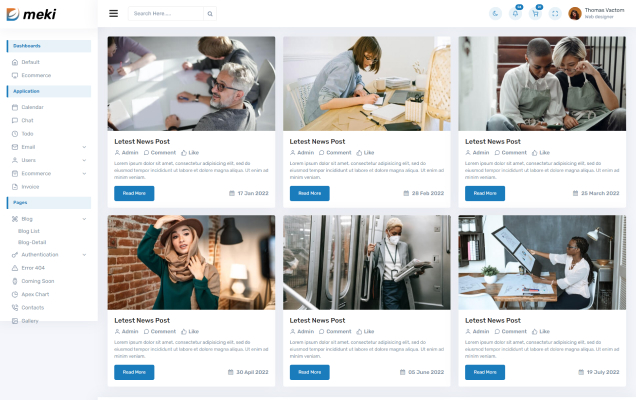 meki
Search Here ....
Thomas Vactom
web designer
Dashboards
Default
Ecommerce
Application
Calendar
Chat
Todo
Email
Users
Ecommerce
Invoice
Pages
Blog
Blog List
Blog-Detail
Authentication
Error 404
Coming Soon
Apex Chart
Contacts
Gallery
Letest News Post
Admin Comment Like
Lorem ipsum dolor sit amet, consectetur adipisicing elit, sed do
eiusmod tempor incididunt ut labore et dolore magna aliqua. Ut enim ad
minim veniam.
Read More 17 Jun 2022
Letest News Post
Admin Comment Like
Lorem ipsum dolor sit amet, consectetur adipisicing elit, sed do
eiusmod tempor incididunt ut labore et dolore magna aliqua. Ut enim ad
minim veniam.
Read More 28 Feb 2022
Letest News Post
Admin Comment Like
Lorem ipsum dolor sit amet, consectetur adipisicing elit, sed do
eiusmod tempor incididunt ut labore et dolore magna aliqua. Ut enim ad
minim veniam.
Read More 25 March 2022
Letest News Post
Admin Comment Like
Lorem ipsum dolor sit amet, consectetur adipisicing elit, sed do
eiusmod tempor incididunt ut labore et dolore magna aliqua. Ut enim ad
minim veniam.
Read More 30 Apil 2022
Letest News Post
Admin Comment Like
Lorem ipsum dolor sit amet, consectetur adipisicing elit, sed do
eiusmod tempor incididunt ut labore et dolore magna aliqua. Ut enim ad
minim veniam.
Read More 05 June 2022
Letest News Post
Admin Comment Like
Lorem ipsum dolor sit amet, consectetur adipisicing elit, sed do
eiusmod tempor incididunt ut labore et dolore magna aliqua. Ut enim ad
minim veniam.
Read More 19 July 2022